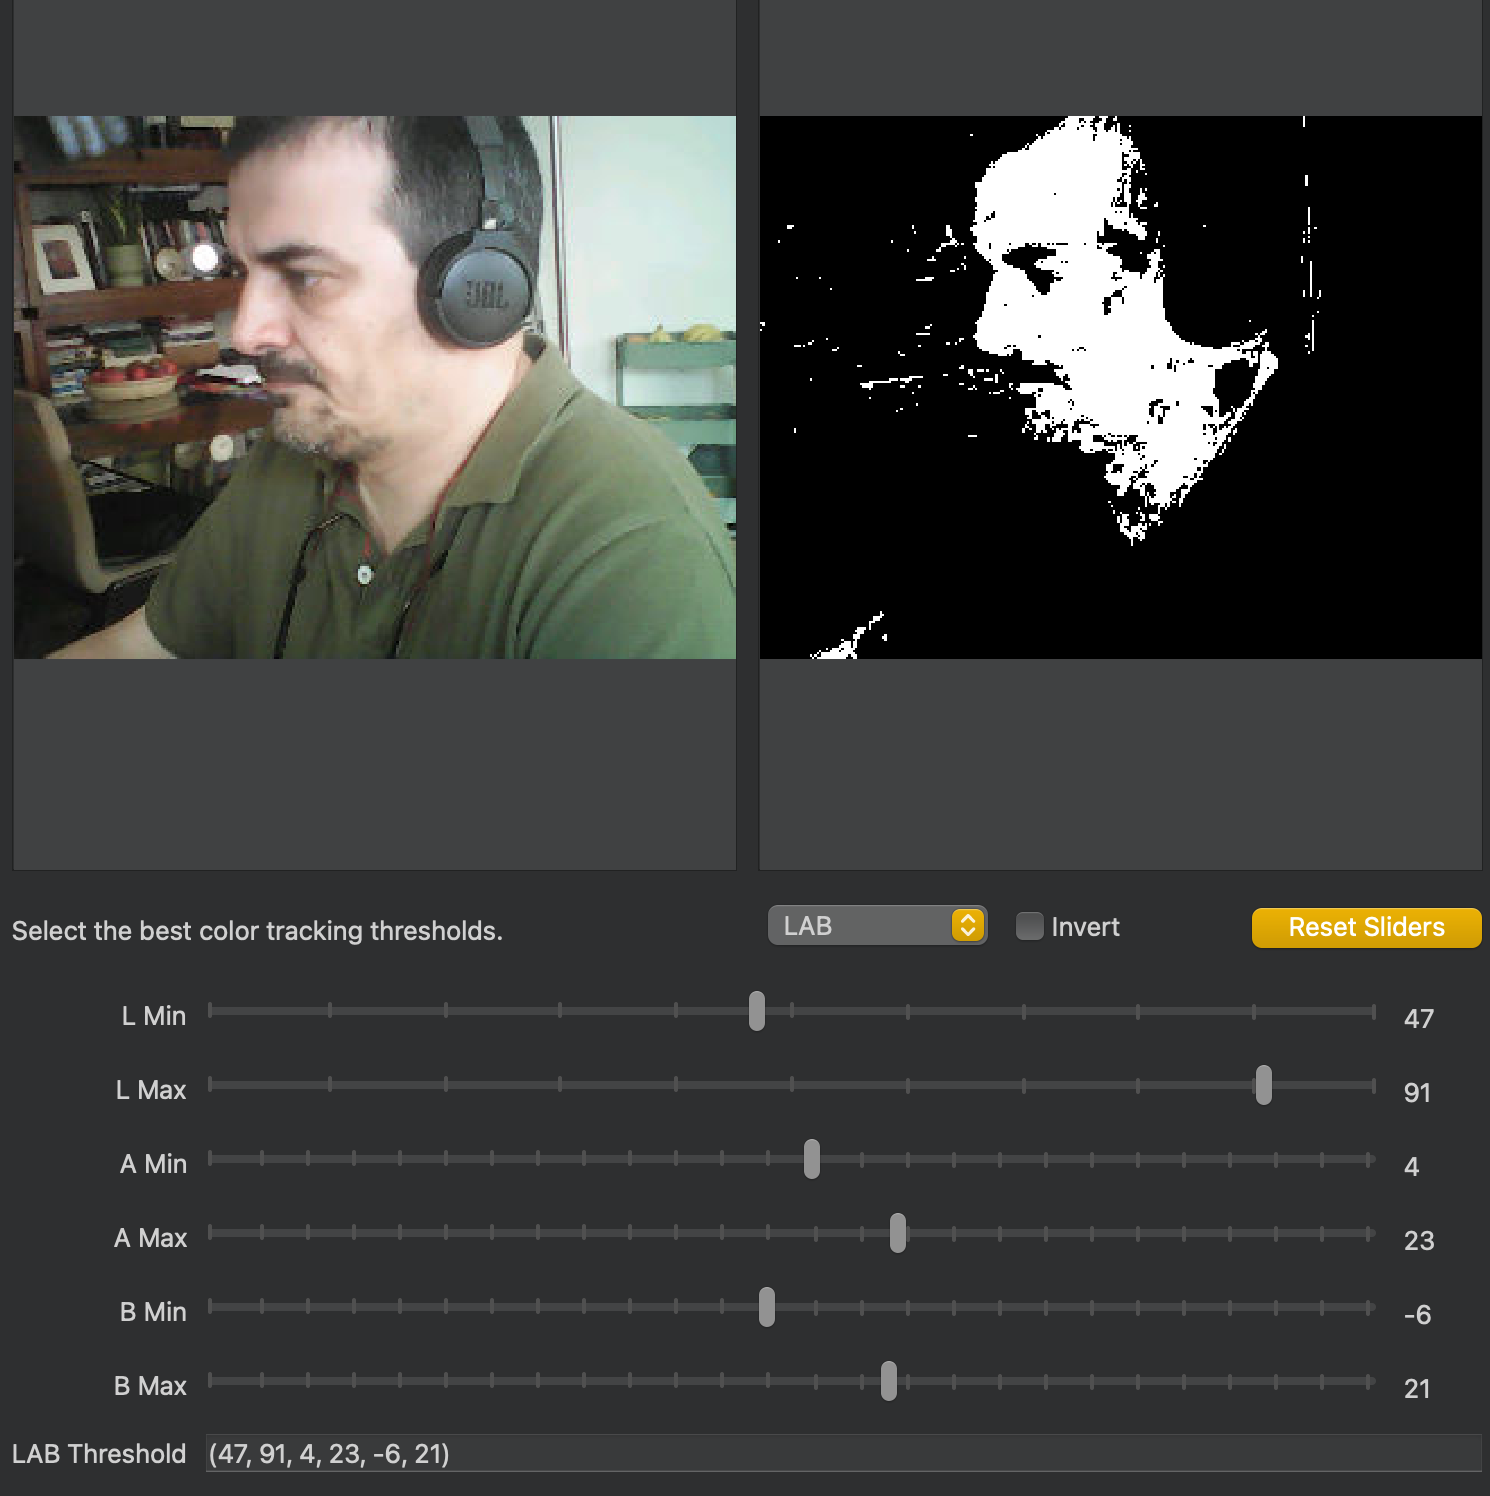 JBL
Select the best color tracking thresholds.
LAB
Invert
Reset Sliders
L Min 47
L Max 91
A Min 4
A Max 23
B Min -6
B Max 21
LAB Threshold (47, 91, 4, 23, -6, 21)